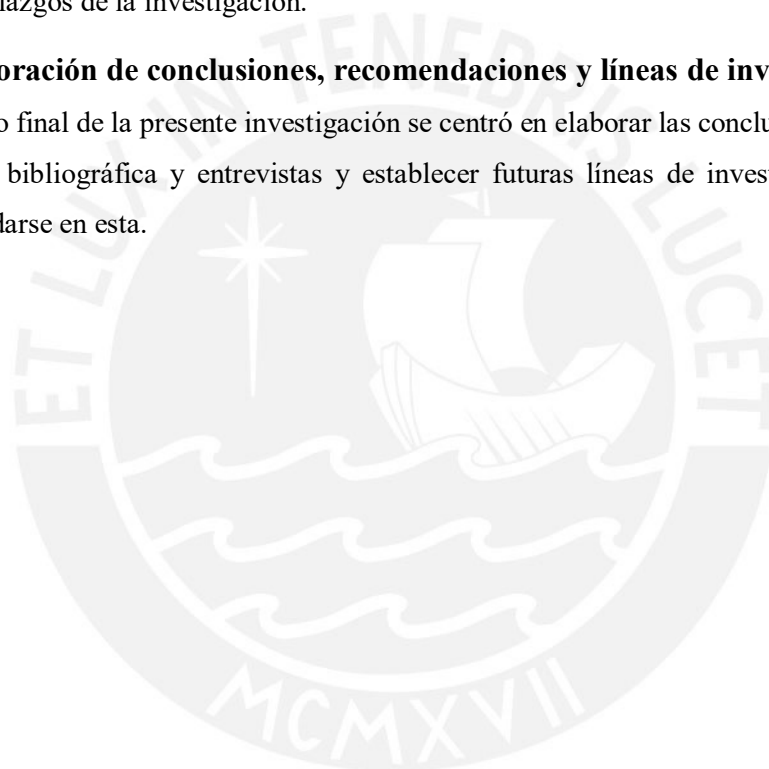 lazgos de la investigación.
oración de conclusiones, recomendaciones y líneas de inv
o final de la presente investigación se centró en elaborar las conclu
bibliográfica y entrevistas y establecer futuras líneas de inves
darse en esta.
ET LUX IN TENEBRIS LUCET
MCMXVII